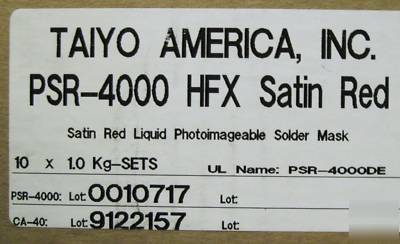 TAIYO AMERICA, INC.
PSR-4000 HFX Satin Red
Satin Red Liquid Photoimageable Solder Mask
10 x 1.0 Kg-SETS UL Name: PSR-4000DE
PSR-4000: Lot: 0010717 Lot:
CA-40: Lot: 9122157 Lot: